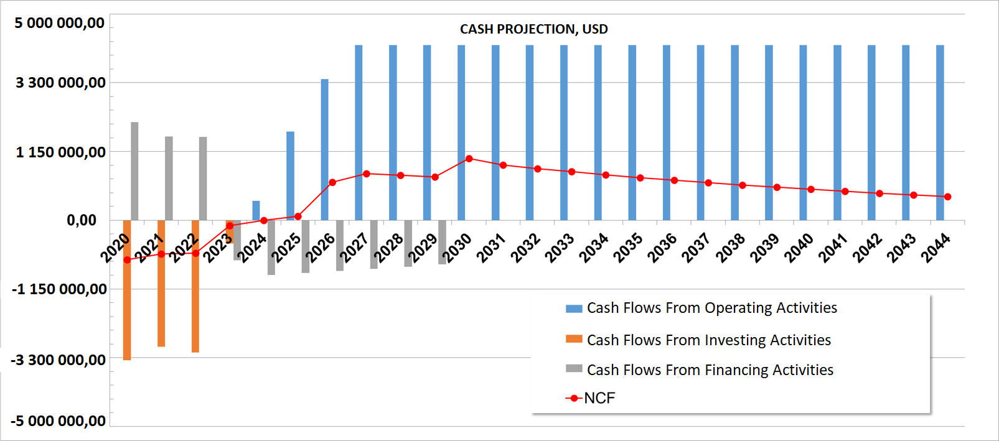 CASH PROJECTION, USD
5 000 000,00
3 300 000,00
1 150 000,00
0,00
-1 150 000,00
-3 300 000,00
-5 000 000,00
2020 2021 2022 2023 2024 2025 2026 2027 2028 2029 2030 2031 2032 2033 2034 2035 2036 2037 2038 2039 2040 2041 2042 2043 2044
Cash Flows From Operating Activities
Cash Flows From Investing Activities
Cash Flows From Financing Activities
NCF